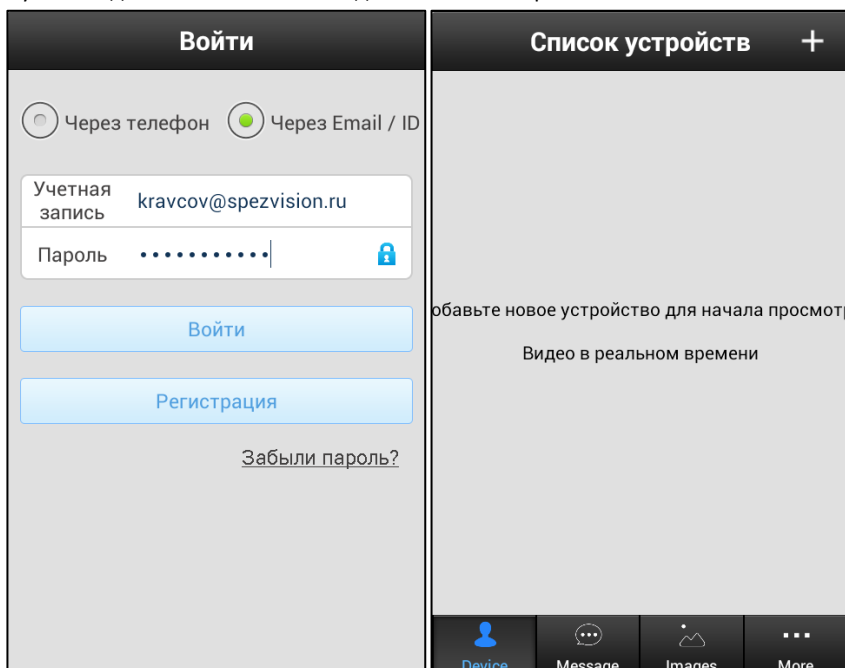 Войти
Через телефон
Через Email / ID
Учетная
запись
kravcov@spezvision.ru
Пароль
Войти
Регистрация
Забыли пароль?
Список устройств
обавьте новое устройство для начала просмот
Видео в реальном времени
Device
Message
Images
More